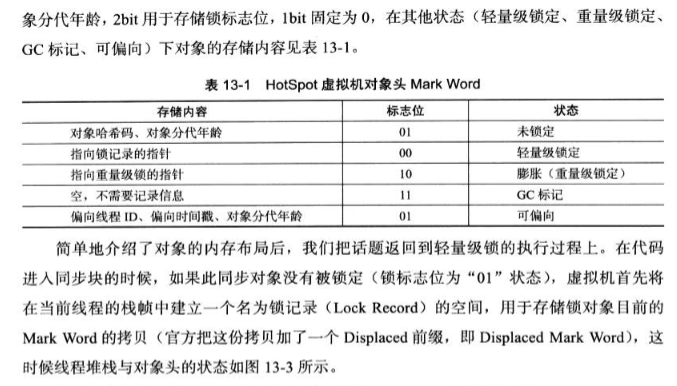 象分代年龄，2bit 用于存储锁标志位，1bit 固定为 0，在其他状态（轻量级锁定、重量级锁定、
GC 标记、可偏向）下对象的存储内容见表 13-1。
表 13-1 HotSpot 虚拟机对象头 Mark Word
存储内容 标志位 状态
对象哈希码、对象分代年龄 01 未锁定
指向锁记录的指针 00 轻量级锁定
指向重量级锁的指针 10 膨胀（重量级锁定）
空，不需要记录信息 11 GC 标记
偏向线程 ID、偏向时间戳、对象分代年龄 01 可偏向
简单地介绍了对象的内存布局后，我们把话题返回到轻量级锁的执行过程上。在代码
进入同步块的时候，如果此同步对象没有被锁定（锁标志位为“01”状态），虚拟机首先将
在当前线程的栈帧中建立一个名为锁记录（Lock Record）的空间，用于存储锁对象目前的
Mark Word 的拷贝（官方把这份拷贝加了一个 Displaced 前缀，即 Displaced Mark Word），这
时候线程堆栈与对象头的状态如图 13-3 所示。